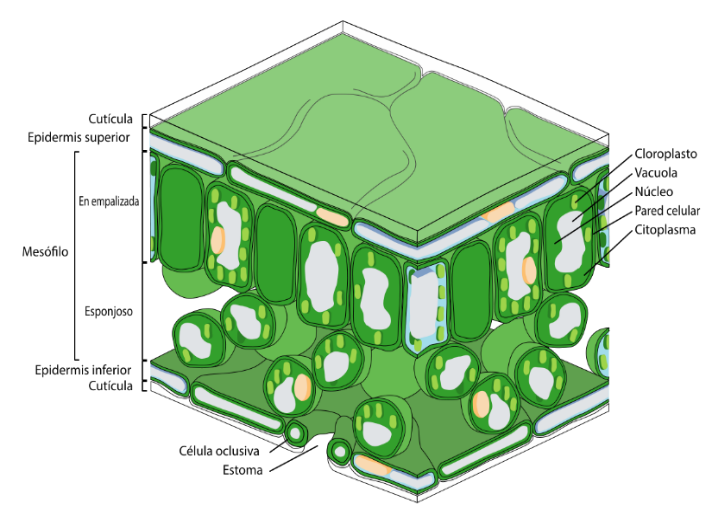 Cutícula
Epidermis superior
En empalizada
Mesófilo
Esponjoso
Epidermis inferior
Cutícula
Célula oclusiva
Estoma
Cloroplasto
Vacuola
Núcleo
Pared celular
Citoplasma